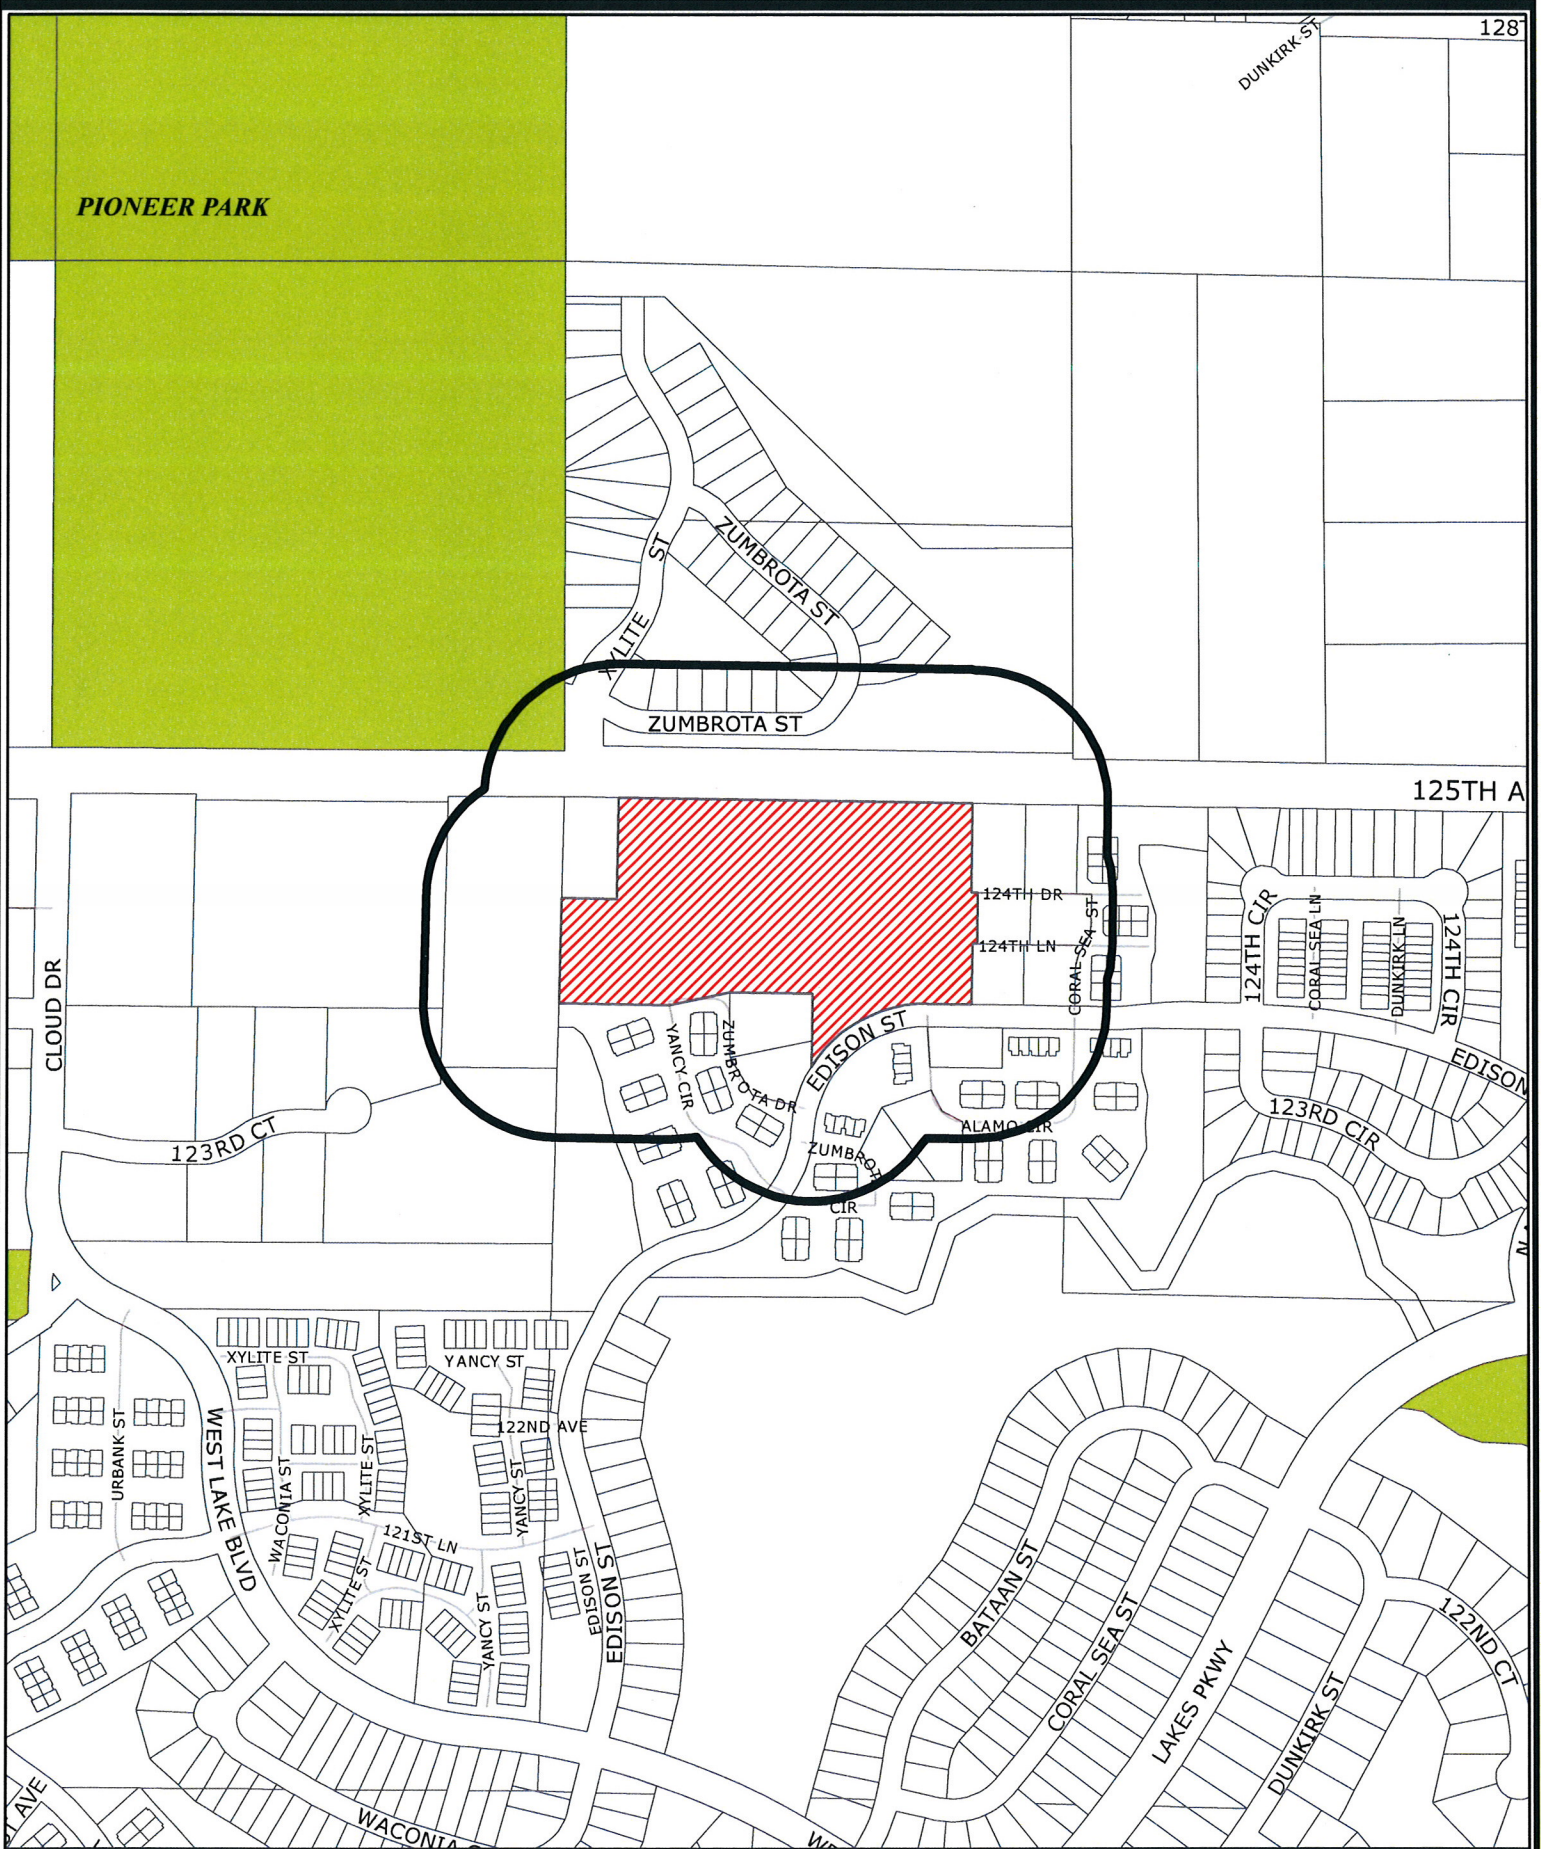 128
DUNKIRK ST
PIONEER PARK
ZUMBROTA ST
XYLITE ST
ZUMBROTA ST
125TH A
124TH DR
124TH LN
CORAL SEA ST
124TH CIR
CORAL SEA LN
DUNKIRK LN
124TH CIR
CLOUD DR
EDISON ST
YANCY CIR
ZUMBROTA DR
EDISON
123RD CT
123RD CIR
ALAMO CIR
ZUMBROTA
CIR
LN
XYLITE ST
YANCY ST
122ND AVE
URBANK ST
WEST LAKE BLVD
WACONIA ST
XYLITE ST
YANCY ST
121ST LN
XYLITE ST
YANCY ST
EDISON ST
EDISON ST
BATAAN ST
CORAL SEA ST
LAKES PKWY
DUNKIRK ST
122ND CT
AVE
WACONIA
WE